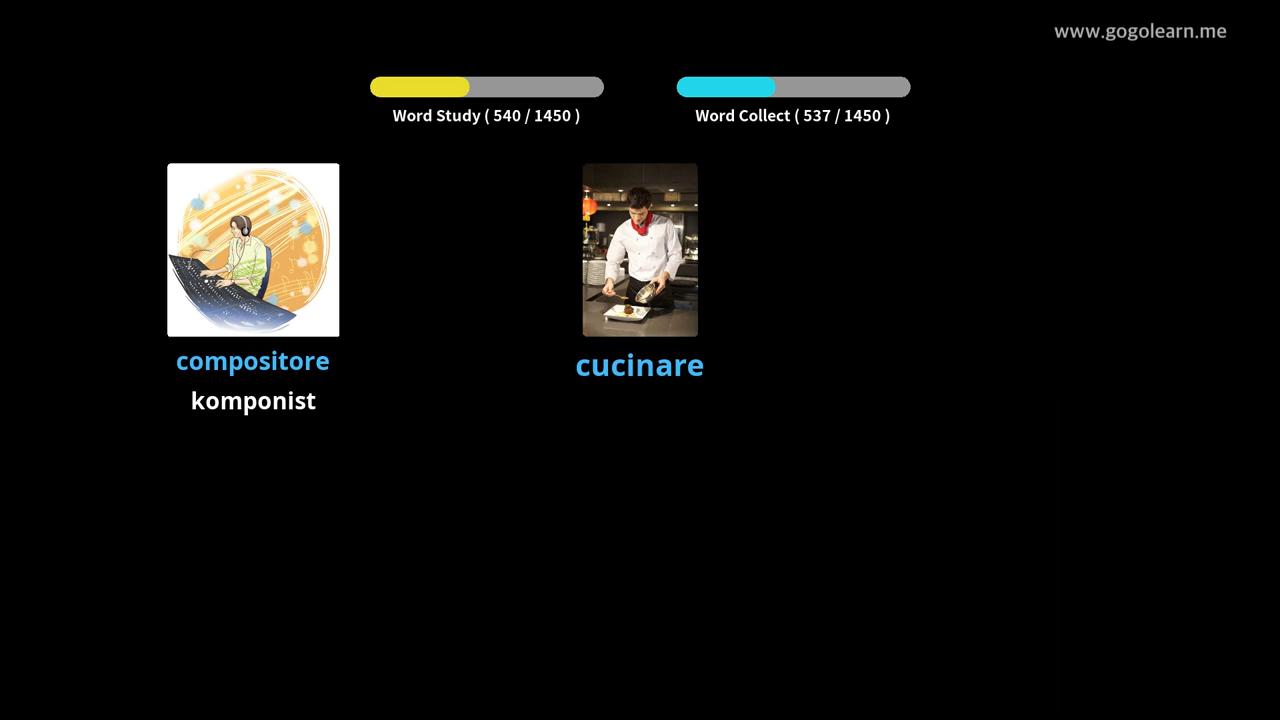 www.gogolearn.me
Word Study ( 540 / 1450 )
Word Collect ( 537 / 1450 )
compositore
komponist
cucinare